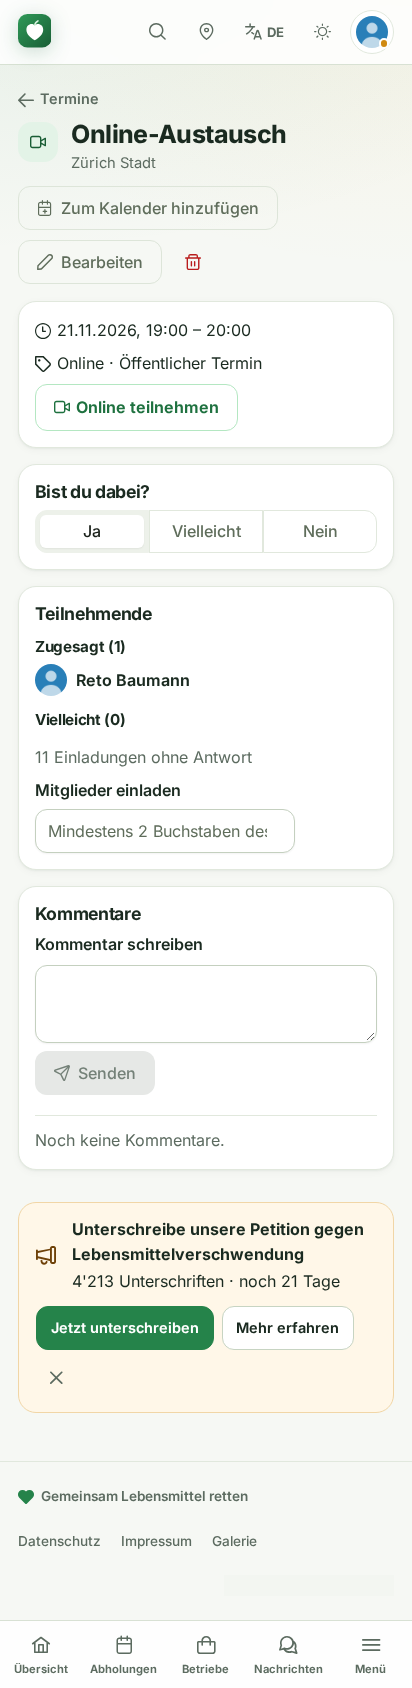 DE
Termine
Online-Austausch
Zürich Stadt
Zum Kalender hinzufügen
Bearbeiten
21.11.2026, 19:00 – 20:00
Online · Öffentlicher Termin
Online teilnehmen
Bist du dabei?
Ja
Vielleicht
Nein
Teilnehmende
Zugesagt (1)
Reto Baumann
Vielleicht (0)
11 Einladungen ohne Antwort
Mitglieder einladen
Mindestens 2 Buchstaben des
Kommentare
Kommentar schreiben
Senden
Noch keine Kommentare.
Unterschreibe unsere Petition gegen
Lebensmittelverschwendung
4'213 Unterschriften · noch 21 Tage
Jetzt unterschreiben
Mehr erfahren
Gemeinsam Lebensmittel retten
Datenschutz
Impressum
Galerie
Übersicht
Abholungen
Betriebe
Nachrichten
Menü